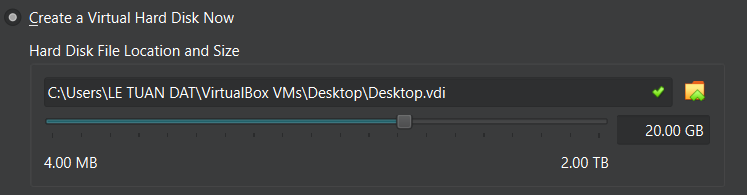 Create a Virtual Hard Disk Now
Hard Disk File Location and Size
C:\Users\LE TUAN DAT\VirtualBox VMs\Desktop\Desktop.vdi
20.00 GB
4.00 MB
2.00 TB